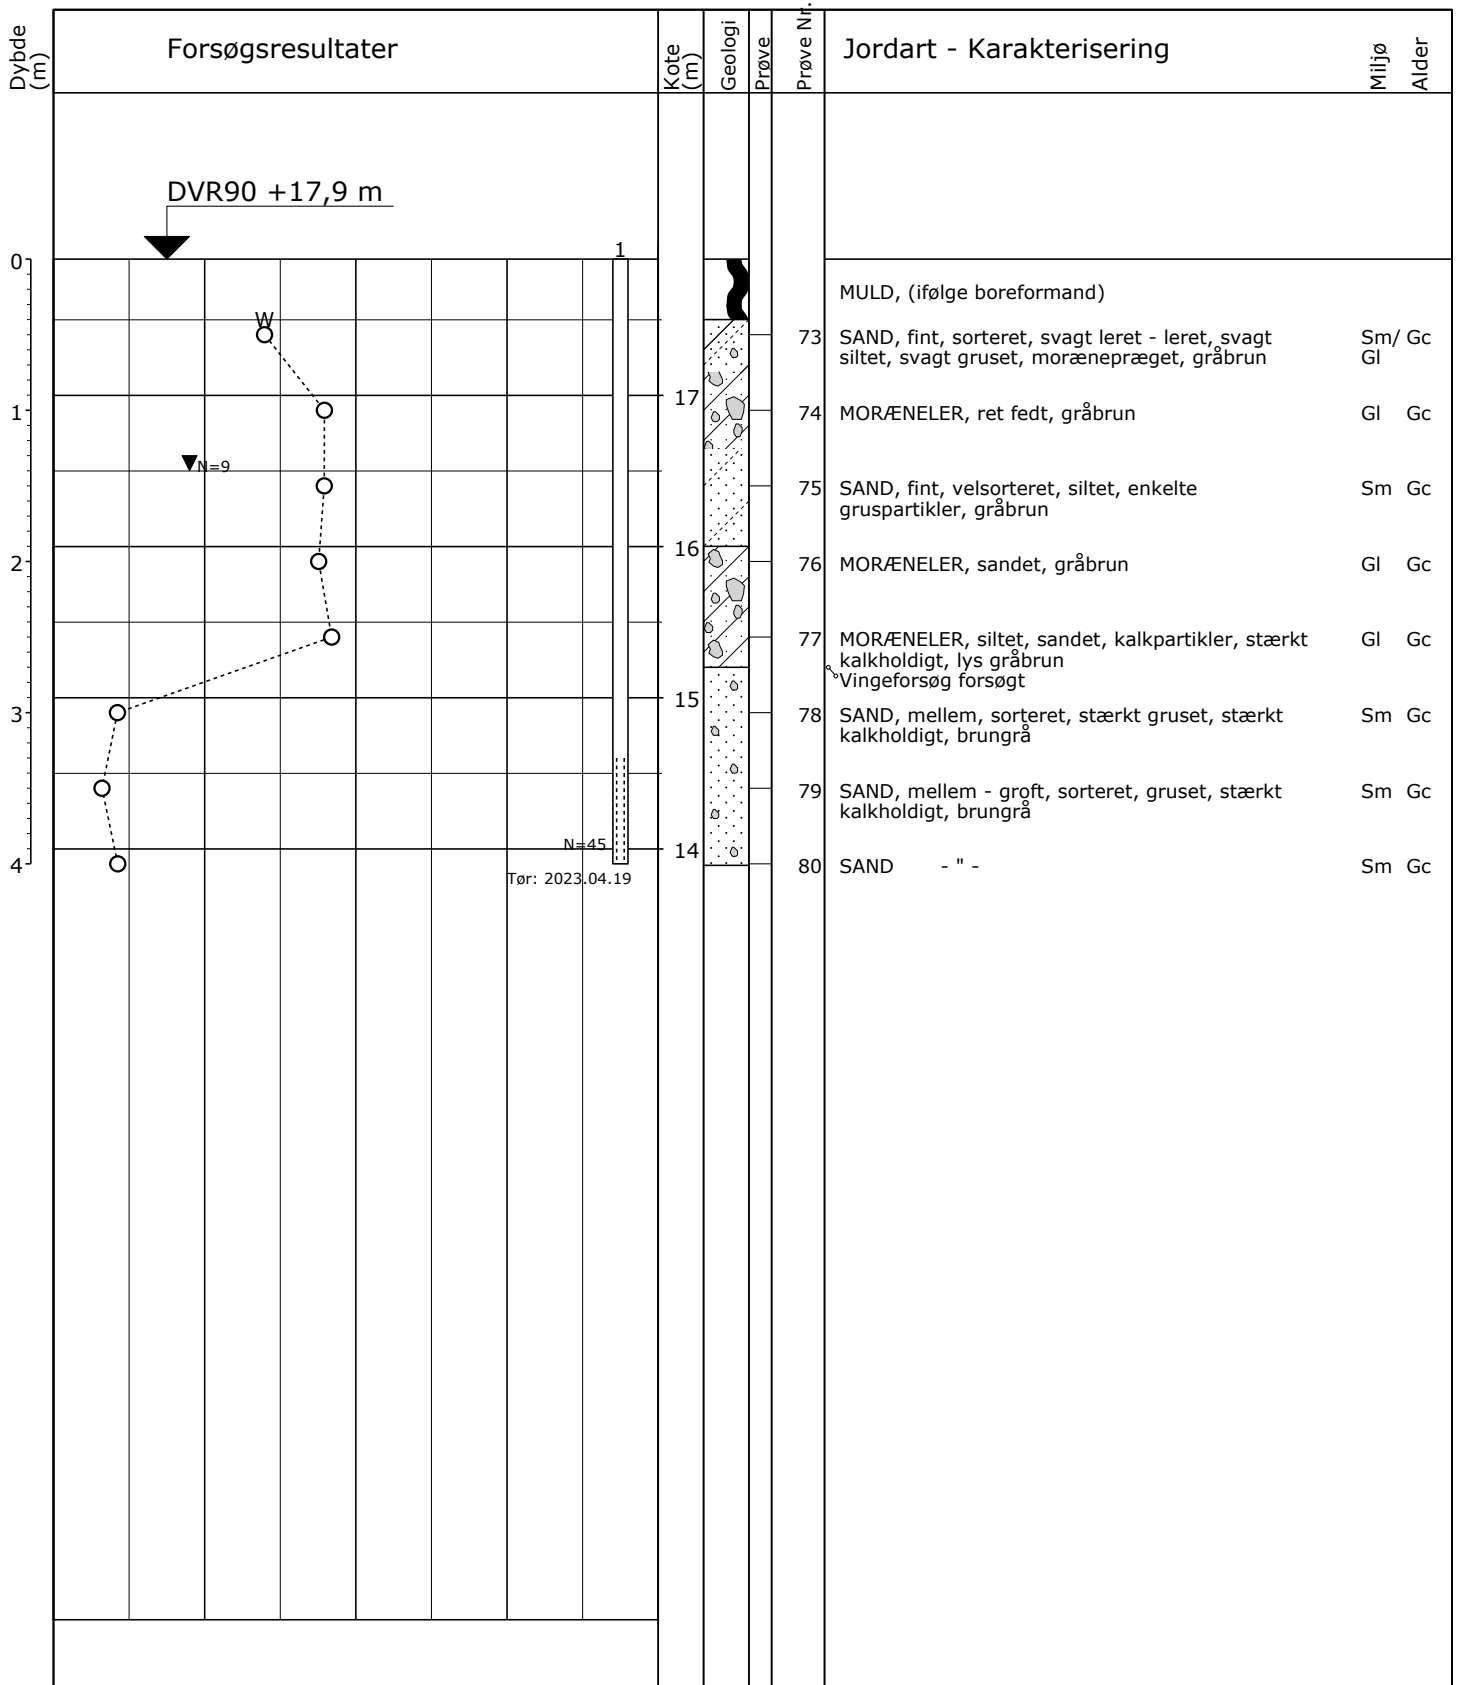 Dybde
(m)
Forsøgsresultater
Kote
(m)
Geologi
Prøve
Prøve Nr.
Jordart - Karakterisering
Miljø
Alder
DVR90 +17,9 m
1
0
MULD, (ifølge boreformand)
W
73 SAND, fint, sorteret, svagt leret - leret, svagt Sm/ Gc
siltet, svagt gruset, morænepræget, gråbrun Gl
17
1
74 MORÆNELER, ret fedt, gråbrun Gl Gc
N=9
75 SAND, fint, velsorteret, siltet, enkelte Sm Gc
gruspartikler, gråbrun
16
2
76 MORÆNELER, sandet, gråbrun Gl Gc
77 MORÆNELER, siltet, sandet, kalkpartikler, stærkt Gl Gc
kalkholdigt, lys gråbrun
Vingeforsøg forsøgt
15
3
78 SAND, mellem, sorteret, stærkt gruset, stærkt Sm Gc
kalkholdigt, brungrå
79 SAND, mellem - groft, sorteret, gruset, stærkt Sm Gc
kalkholdigt, brungrå
N=45
14
4
80 SAND - " - Sm Gc
Tør: 2023.04.19